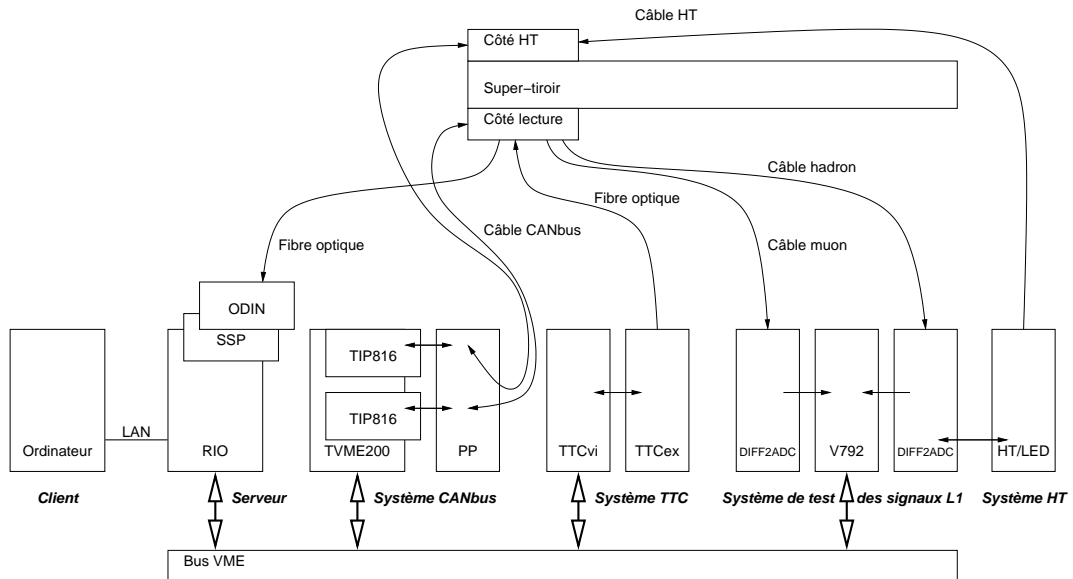 Câble HT
Côté HT
Super−tiroir
Côté lecture
Câble hadron
Fibre optique
Câble CANbus
Fibre optique
Câble muon
ODIN
SSP
TIP816
TIP816
LAN
Ordinateur
RIO
TVME200
PP
TTCvi
TTCex
DIFF2ADC
V792
DIFF2ADC
HT/LED
Client
Serveur
Système CANbus
Système TTC
Système de test des signaux L1
Système HT
Bus VME